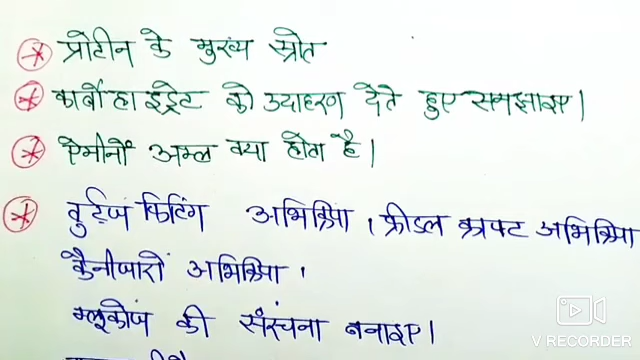 प्रोटीन के मुख्य स्रोत
कार्बोहाइड्रेट को उदाहरण देते हुए समझाइए।
ऐमीनों अम्ल क्या होता है।
वुर्ट्ज फिटिंग अभिक्रिया, फ्रीडल क्राफ्ट अभिक्रिया
कैनीजारों अभिक्रिया,
ग्लूकोज की संरचना बनाइए।
V RECORDER